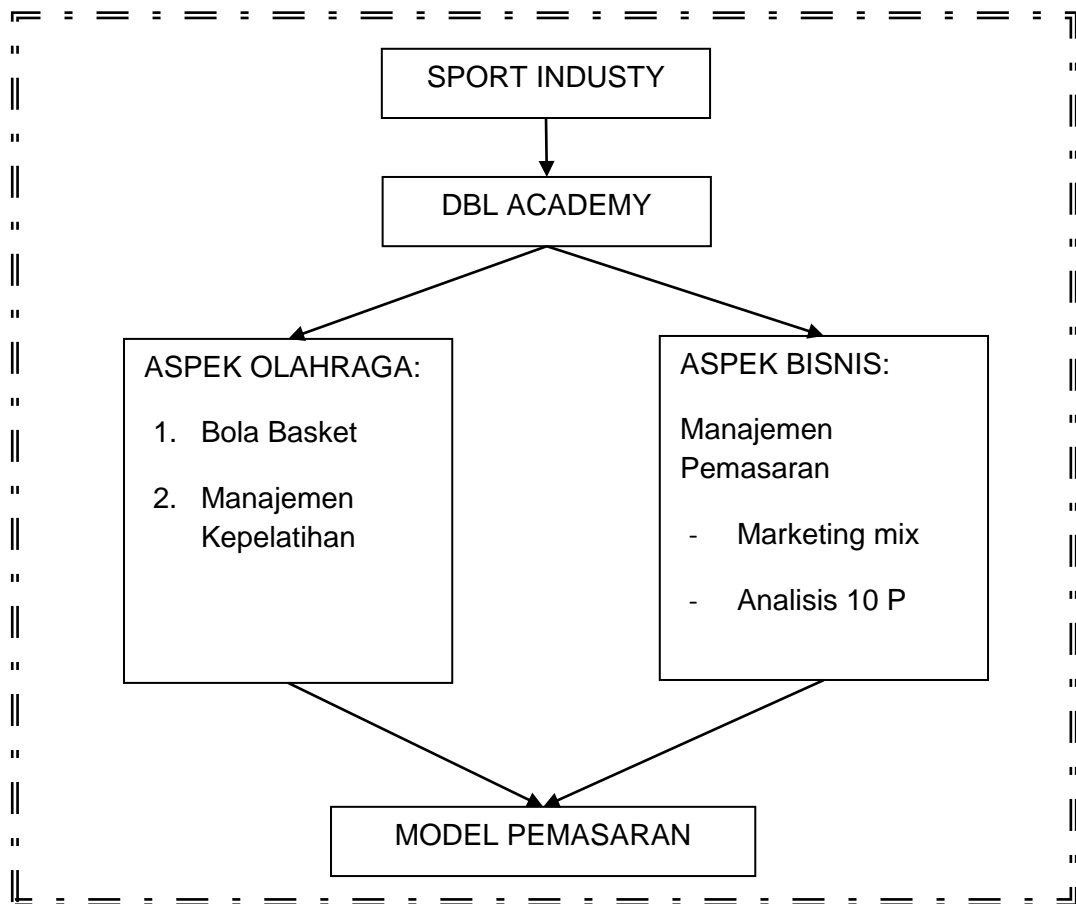 SPORT INDUSTY
DBL ACADEMY
ASPEK OLAHRAGA:
1. Bola Basket
2. Manajemen
Kepelatihan
ASPEK BISNIS:
Manajemen
Pemasaran
- Marketing mix
- Analisis 10 P
MODEL PEMASARAN